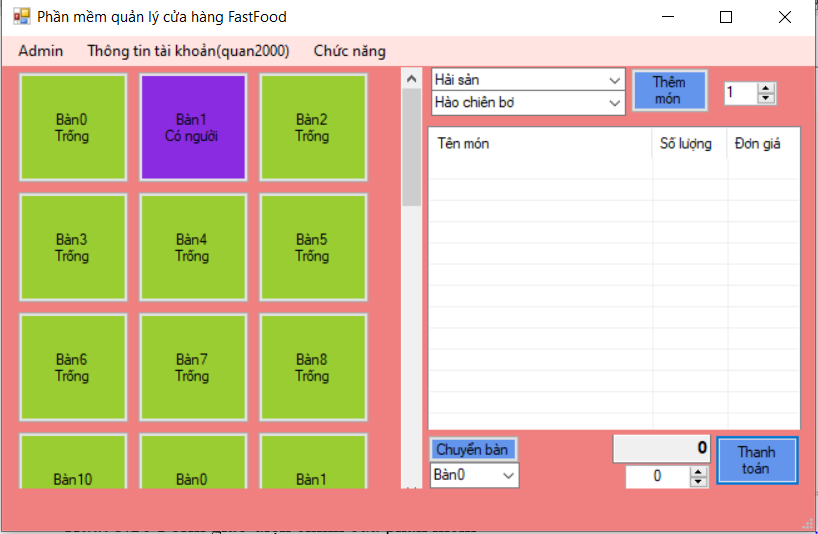 Phần mềm quản lý cửa hàng FastFood
Admin Thông tin tài khoản(quan2000) Chức năng
Bàn0
Trống
Bàn1
Có người
Bàn2
Trống
Bàn3
Trống
Bàn4
Trống
Bàn5
Trống
Bàn6
Trống
Bàn7
Trống
Bàn8
Trống
Bàn10
Bàn0
Bàn1
Hải sản
Hào chiên bơ
Thêm
món
1
Tên món Số lượng Đơn giá
Chuyển bàn
Bàn0
0
0
Thanh
toán